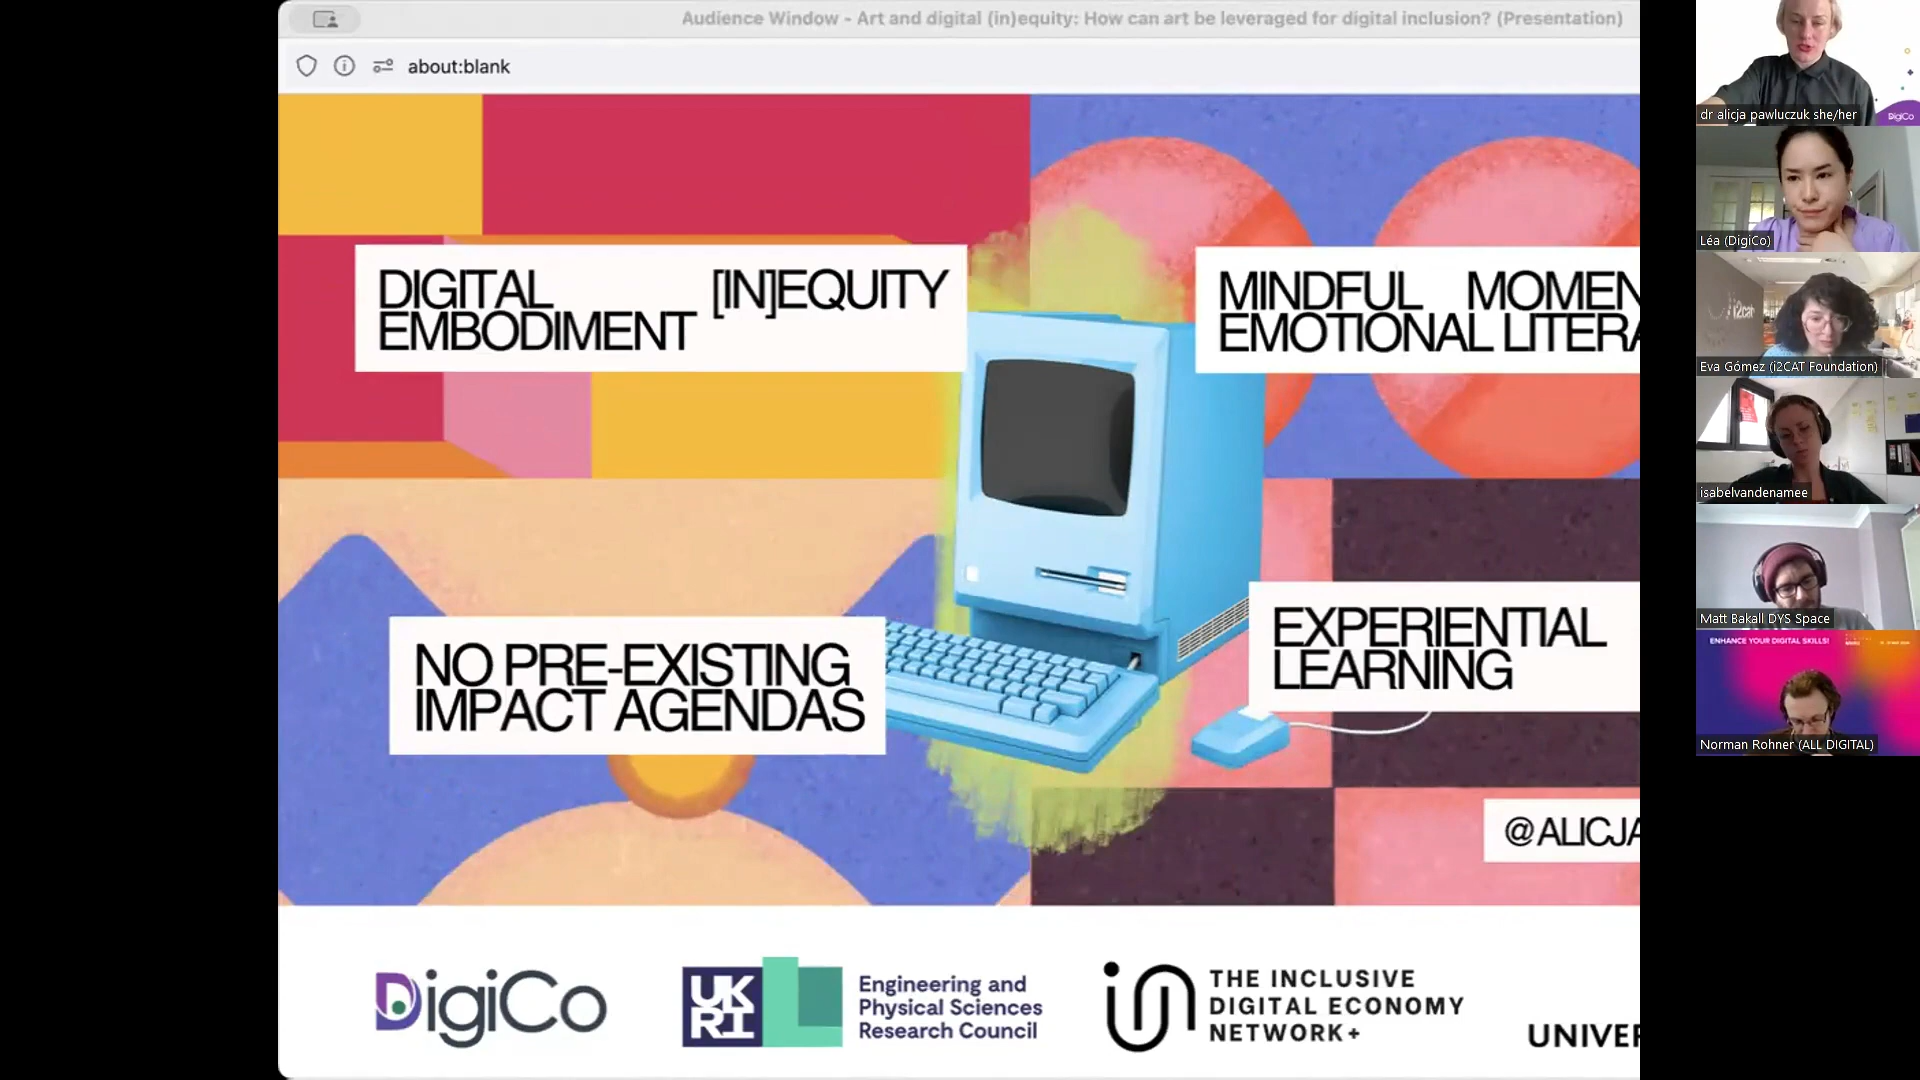 Audience Window - Art and digital (in)equity: How can art be leveraged for digital inclusion? (Presentation)
about:blank
DIGITAL [IN]EQUITY
EMBODIMENT
MINDFUL MOMEN
EMOTIONAL LITERA
NO PRE-EXISTING
IMPACT AGENDAS
EXPERIENTIAL
LEARNING
@ALICJA
DigiCo
UK
RI
Engineering and
Physical Sciences
Research Council
in
THE INCLUSIVE
DIGITAL ECONOMY
NETWORK+
UNIVER
dr alicja pawluczuk she/her
DigiCo
Léa (DigiCo)
i2cat
Eva Gómez (i2CAT Foundation)
isabelvandenamee
Matt Bakall DYS Space
ENHANCE YOUR DIGITAL SKILLS!
Norman Rohner (ALL DIGITAL)